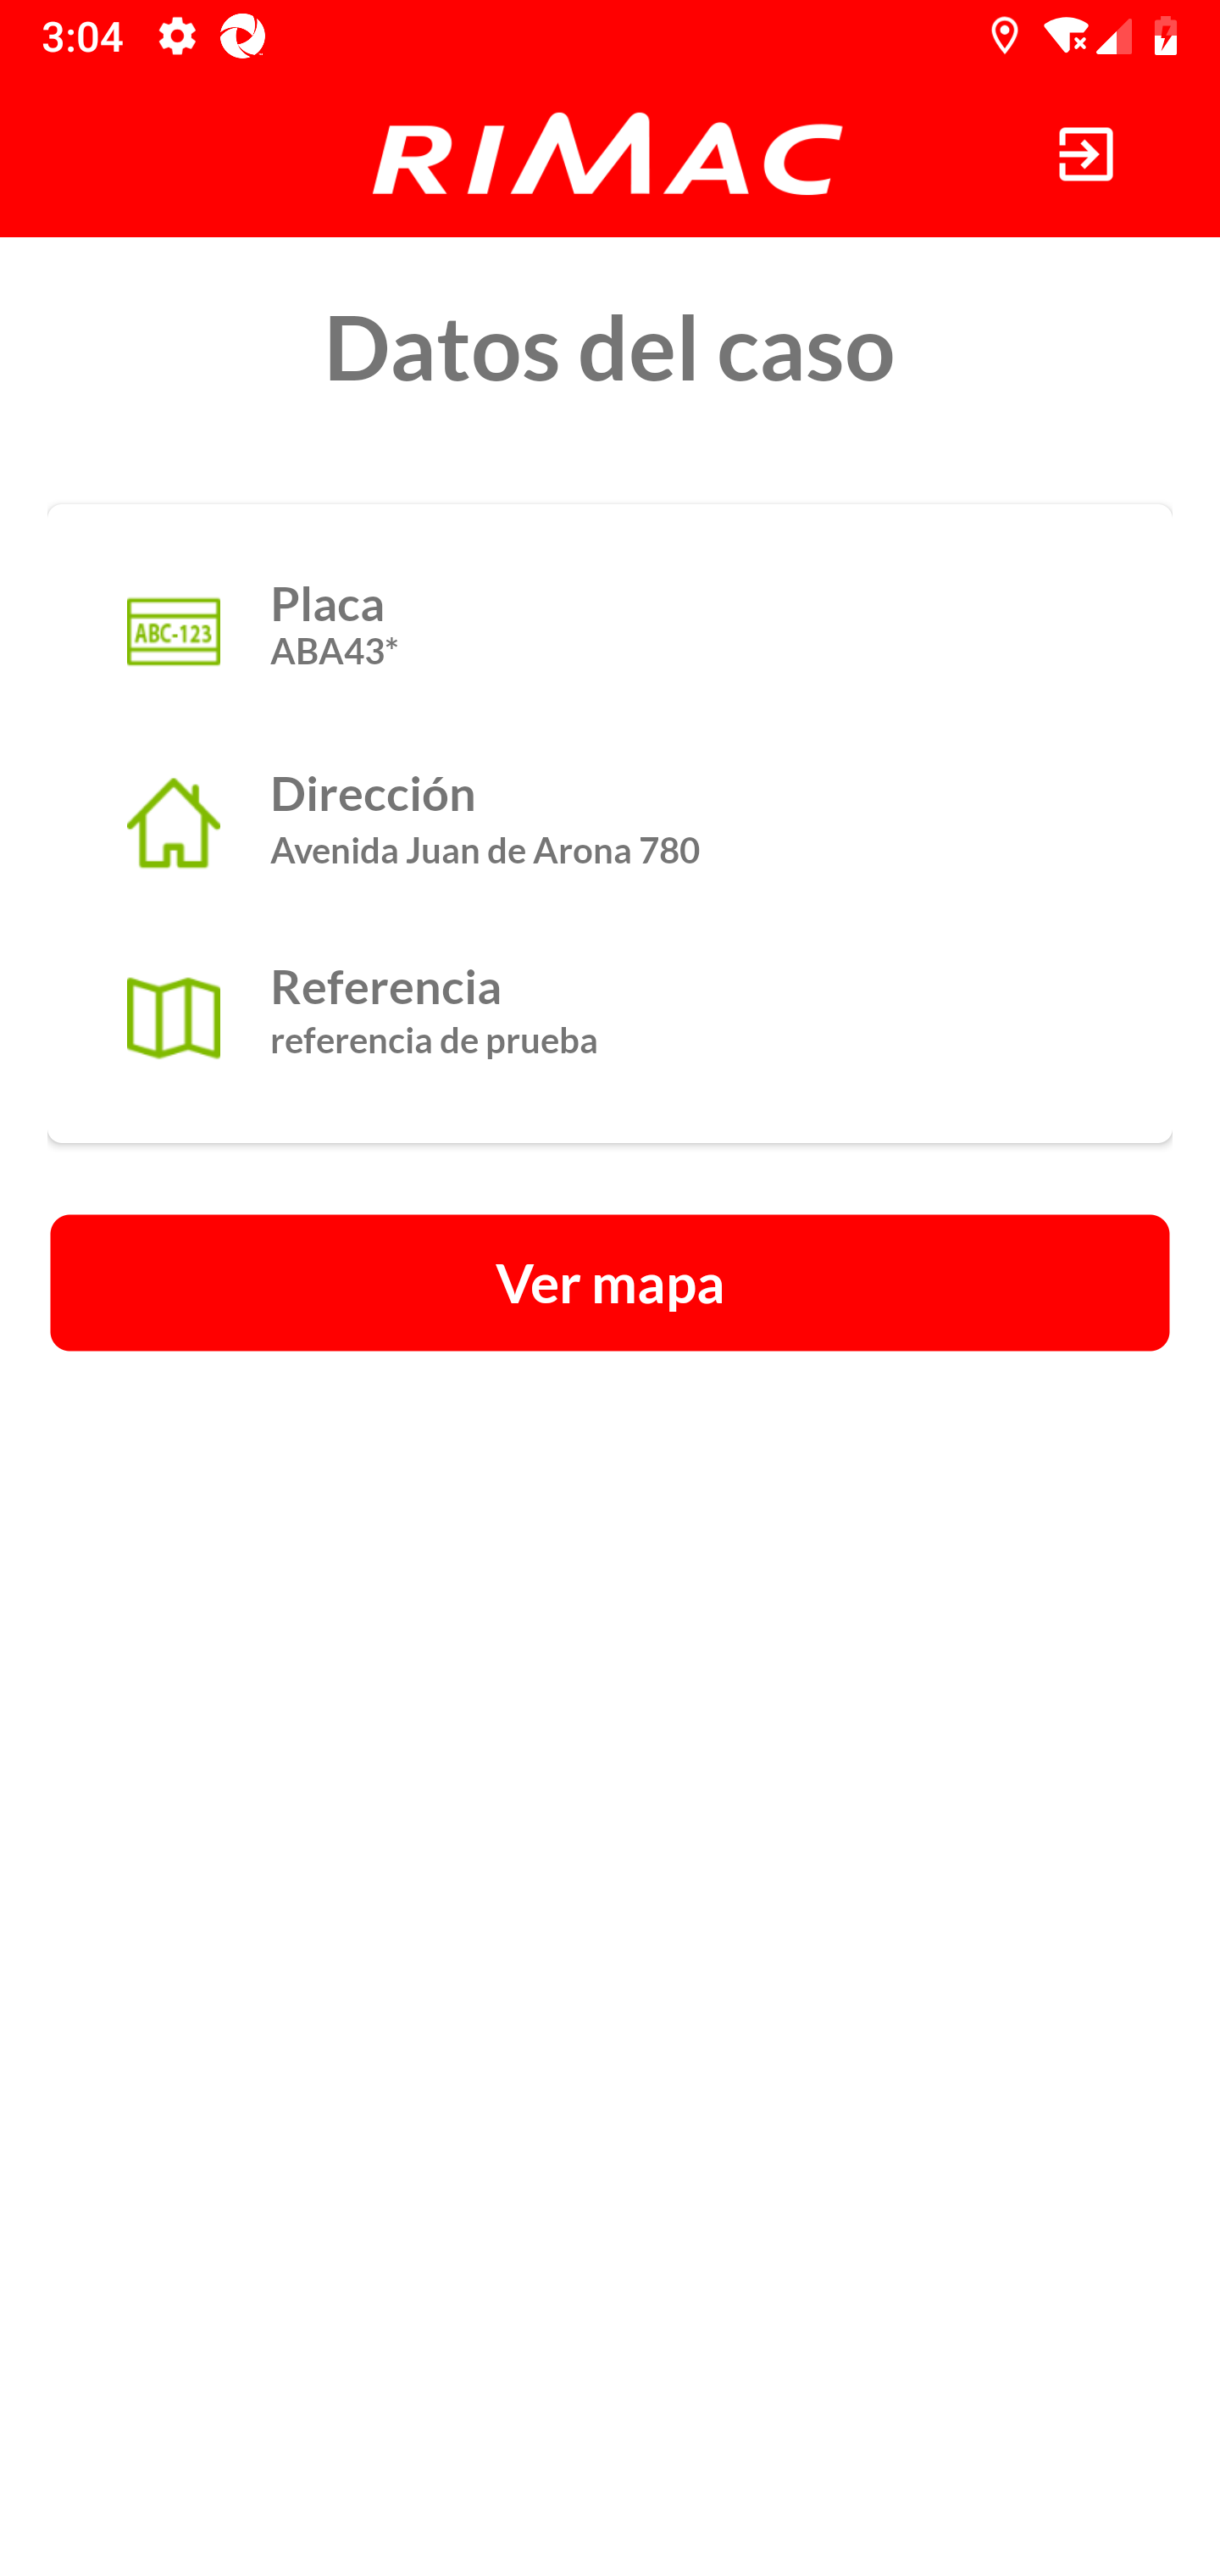 3:04
RIMAC
Datos del caso
ABC-123
Placa
ABA43*
Dirección
Avenida Juan de Arona 780
Referencia
referencia de prueba
Ver mapa